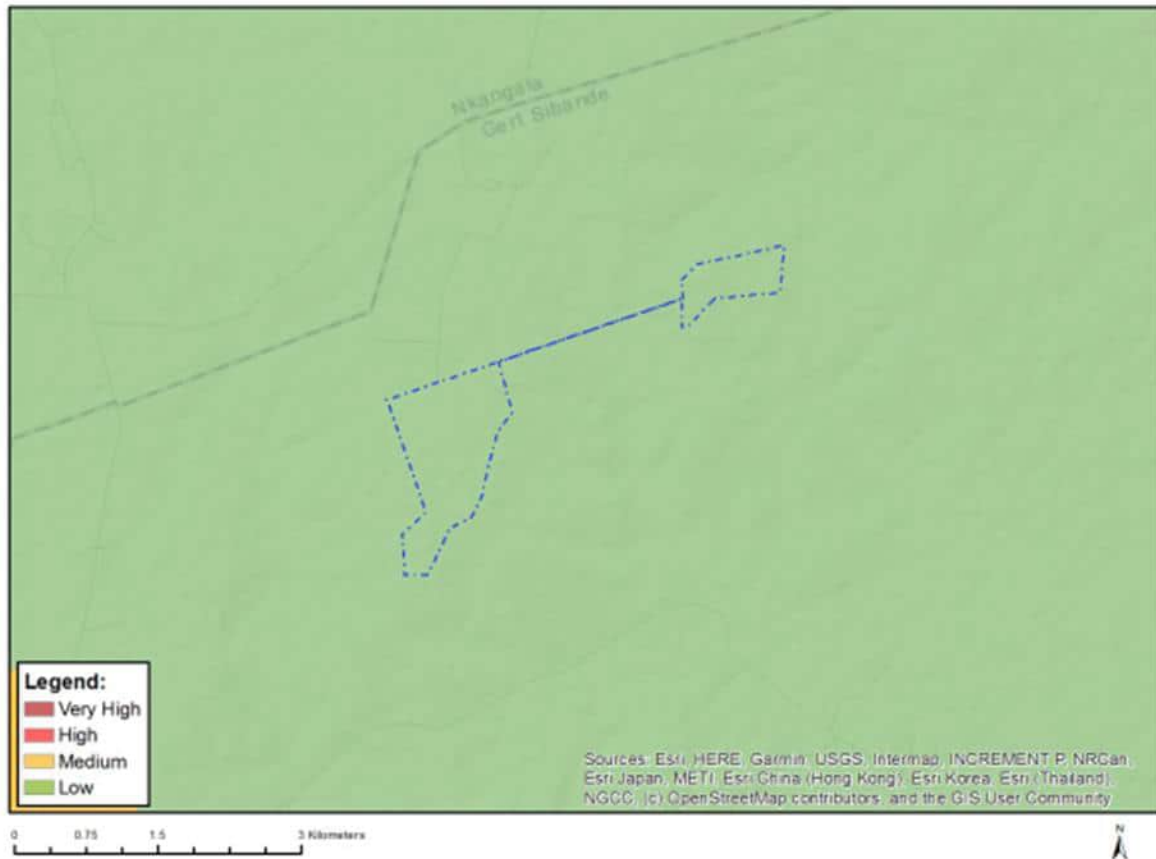 Nkangala
Gert Sibande
Legend:
Very High
High
Medium
Low
Sources: Esri, HERE, Garmin, USGS, Intermap, INCREMENT P, NRCan,
Esri Japan, METI, Esri China (Hong Kong), Esri Korea, Esri (Thailand),
NGCC, (c) OpenStreetMap contributors, and the GIS User Community
0 0.75 1.5 3 Kilometers
N